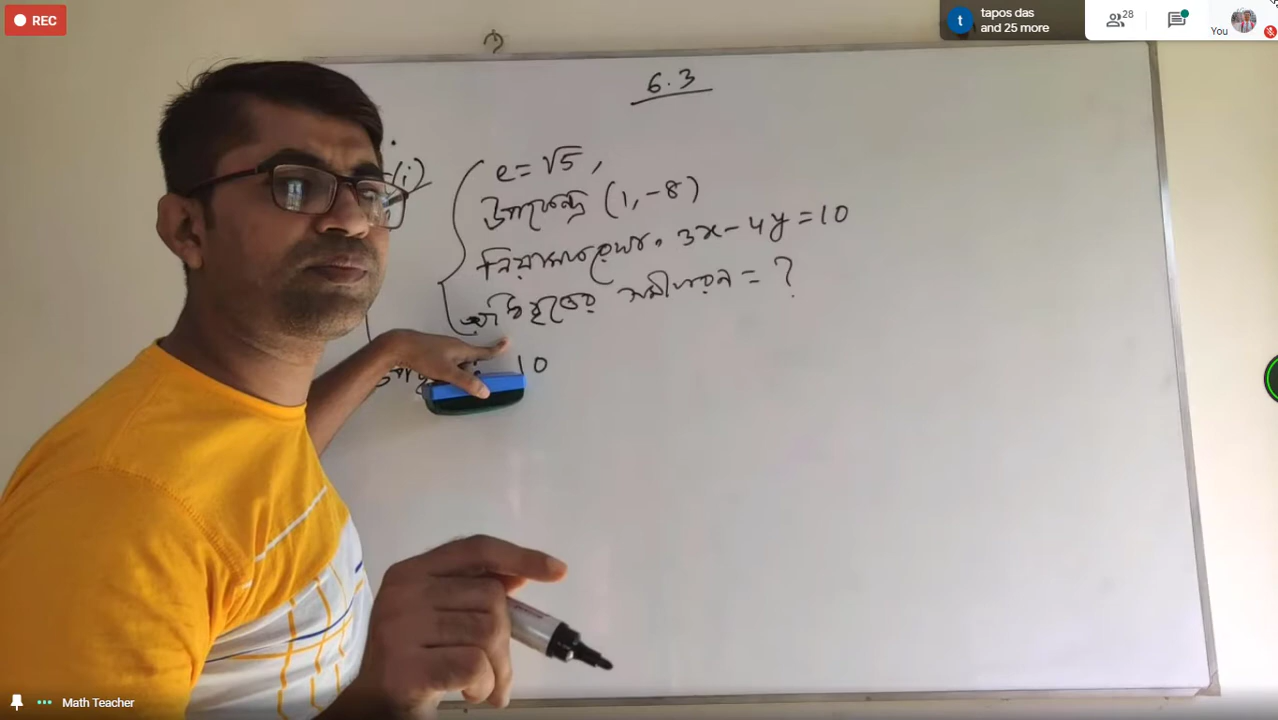 REC
tapos das
and 25 more
28
You
6.3
(i)
e = √5,
উপকেন্দ্র (1, -8)
নিয়ামকরেখা. 3x - 4y = 10
অধিবৃত্তের সমীকরন = ?
10
Math Teacher